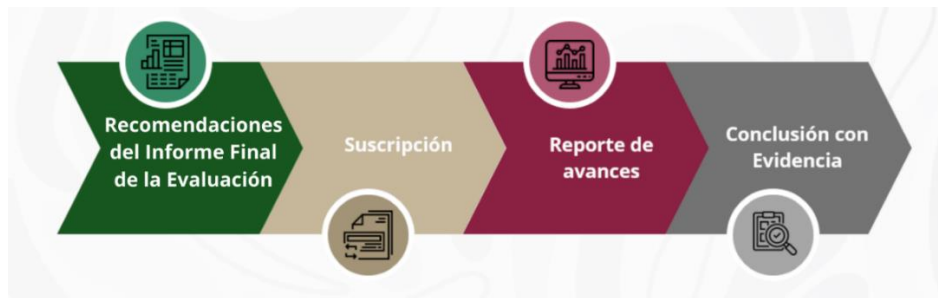 Recomendaciones
del Informe Final
de la Evaluación
Suscripción
Reporte de
avances
Conclusión con
Evidencia